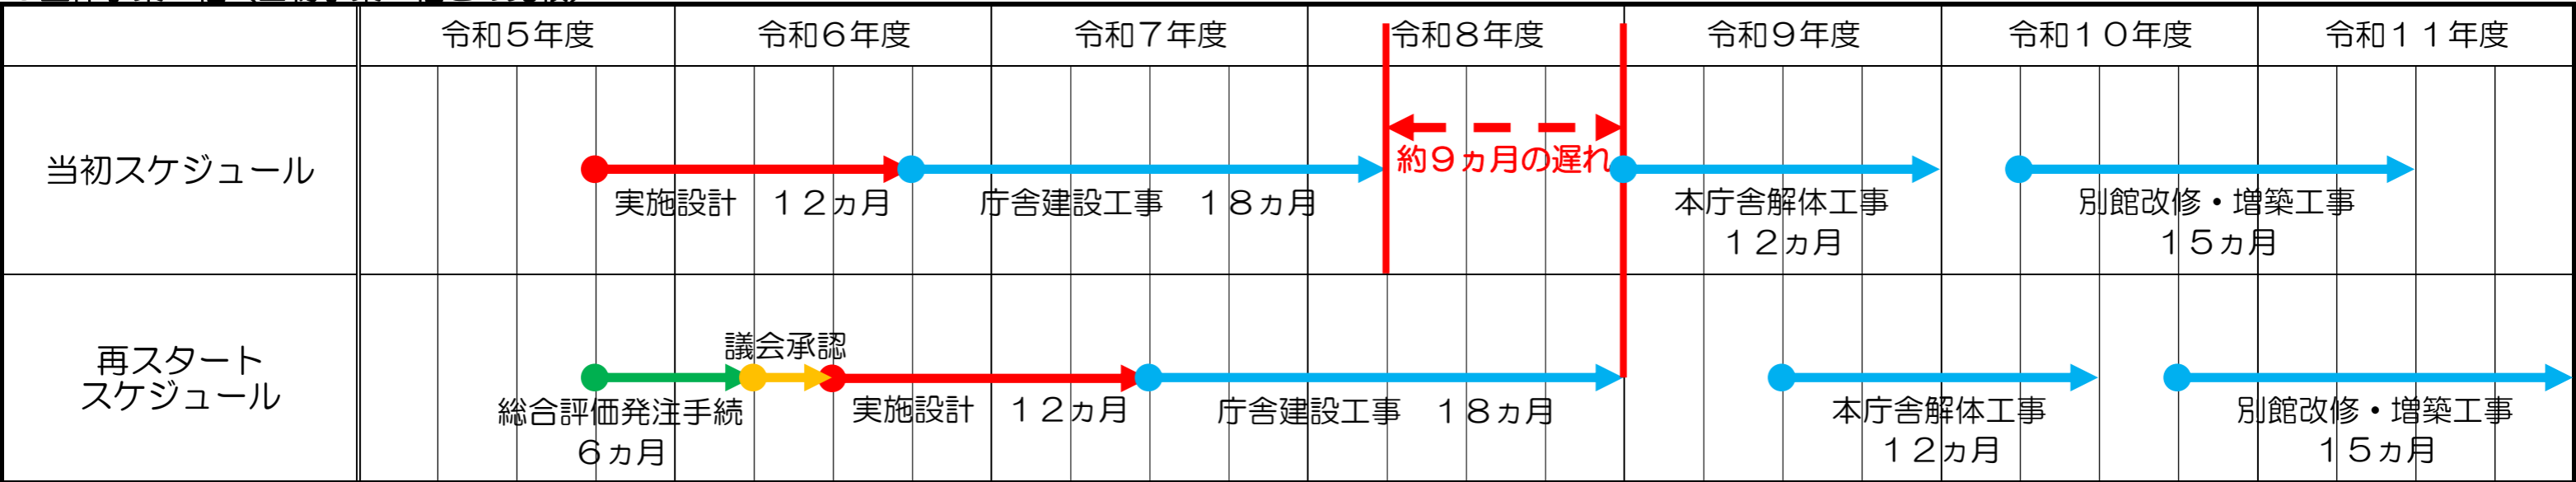 令和５年度
令和６年度
令和７年度
令和８年度
令和９年度
令和１０年度
令和１１年度
当初スケジュール
実施設計　１２ヵ月
庁舎建設工事　１８ヵ月
約９ヵ月の遅れ
本庁舎解体工事
１２ヵ月
別館改修・増築工事
１５ヵ月
再スタート
スケジュール
総合評価発注手続
６ヵ月
議会承認
実施設計　１２ヵ月
庁舎建設工事　１８ヵ月
本庁舎解体工事
１２ヵ月
別館改修・増築工事
１５ヵ月